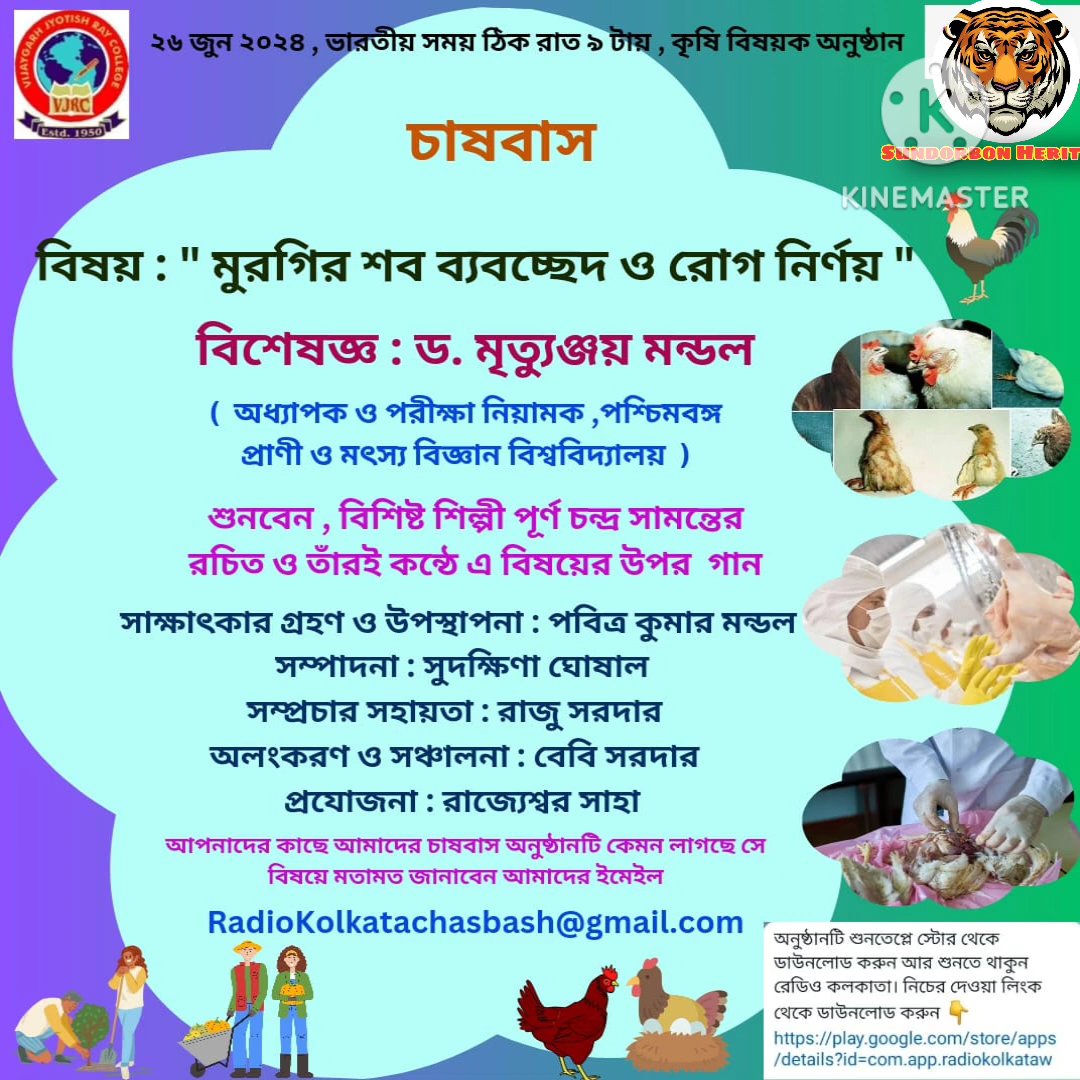 VIJAYGARH JYOTISH RAY COLLEGE
VJRC
Estd. 1950
২৬ জুন ২০২৪ , ভারতীয় সময় ঠিক রাত ৯ টায় , কৃষি বিষয়ক অনুষ্ঠান
K
SUNDORBON HERIT
KINEMASTER
চাষবাস
বিষয় : " মুরগির শব ব্যবচ্ছেদ ও রোগ নির্ণয় "
বিশেষজ্ঞ : ড. মৃত্যুঞ্জয় মন্ডল
( অধ্যাপক ও পরীক্ষা নিয়ামক ,পশ্চিমবঙ্গ
প্রাণী ও মৎস্য বিজ্ঞান বিশ্ববিদ্যালয় )
শুনবেন , বিশিষ্ট শিল্পী পূর্ণ চন্দ্র সামন্তের
রচিত ও তাঁরই কন্ঠে এ বিষয়ের উপর গান
সাক্ষাৎকার গ্রহণ ও উপস্থাপনা : পবিত্র কুমার মন্ডল
সম্পাদনা : সুদক্ষিণা ঘোষাল
সম্প্রচার সহায়তা : রাজু সরদার
অলংকরণ ও সঞ্চালনা : বেবি সরদার
প্রযোজনা : রাজ্যেশ্বর সাহা
আপনাদের কাছে আমাদের চাষবাস অনুষ্ঠানটি কেমন লাগছে সে
বিষয়ে মতামত জানাবেন আমাদের ইমেইল
RadioKolkatachasbash@gmail.com
অনুষ্ঠানটি শুনতেপ্লে স্টোর থেকে
ডাউনলোড করুন আর শুনতে থাকুন
রেডিও কলকাতা। নিচের দেওয়া লিংক
থেকে ডাউনলোড করুন 👇
https://play.google.com/store/apps
/details?id=com.app.radiokolkataw